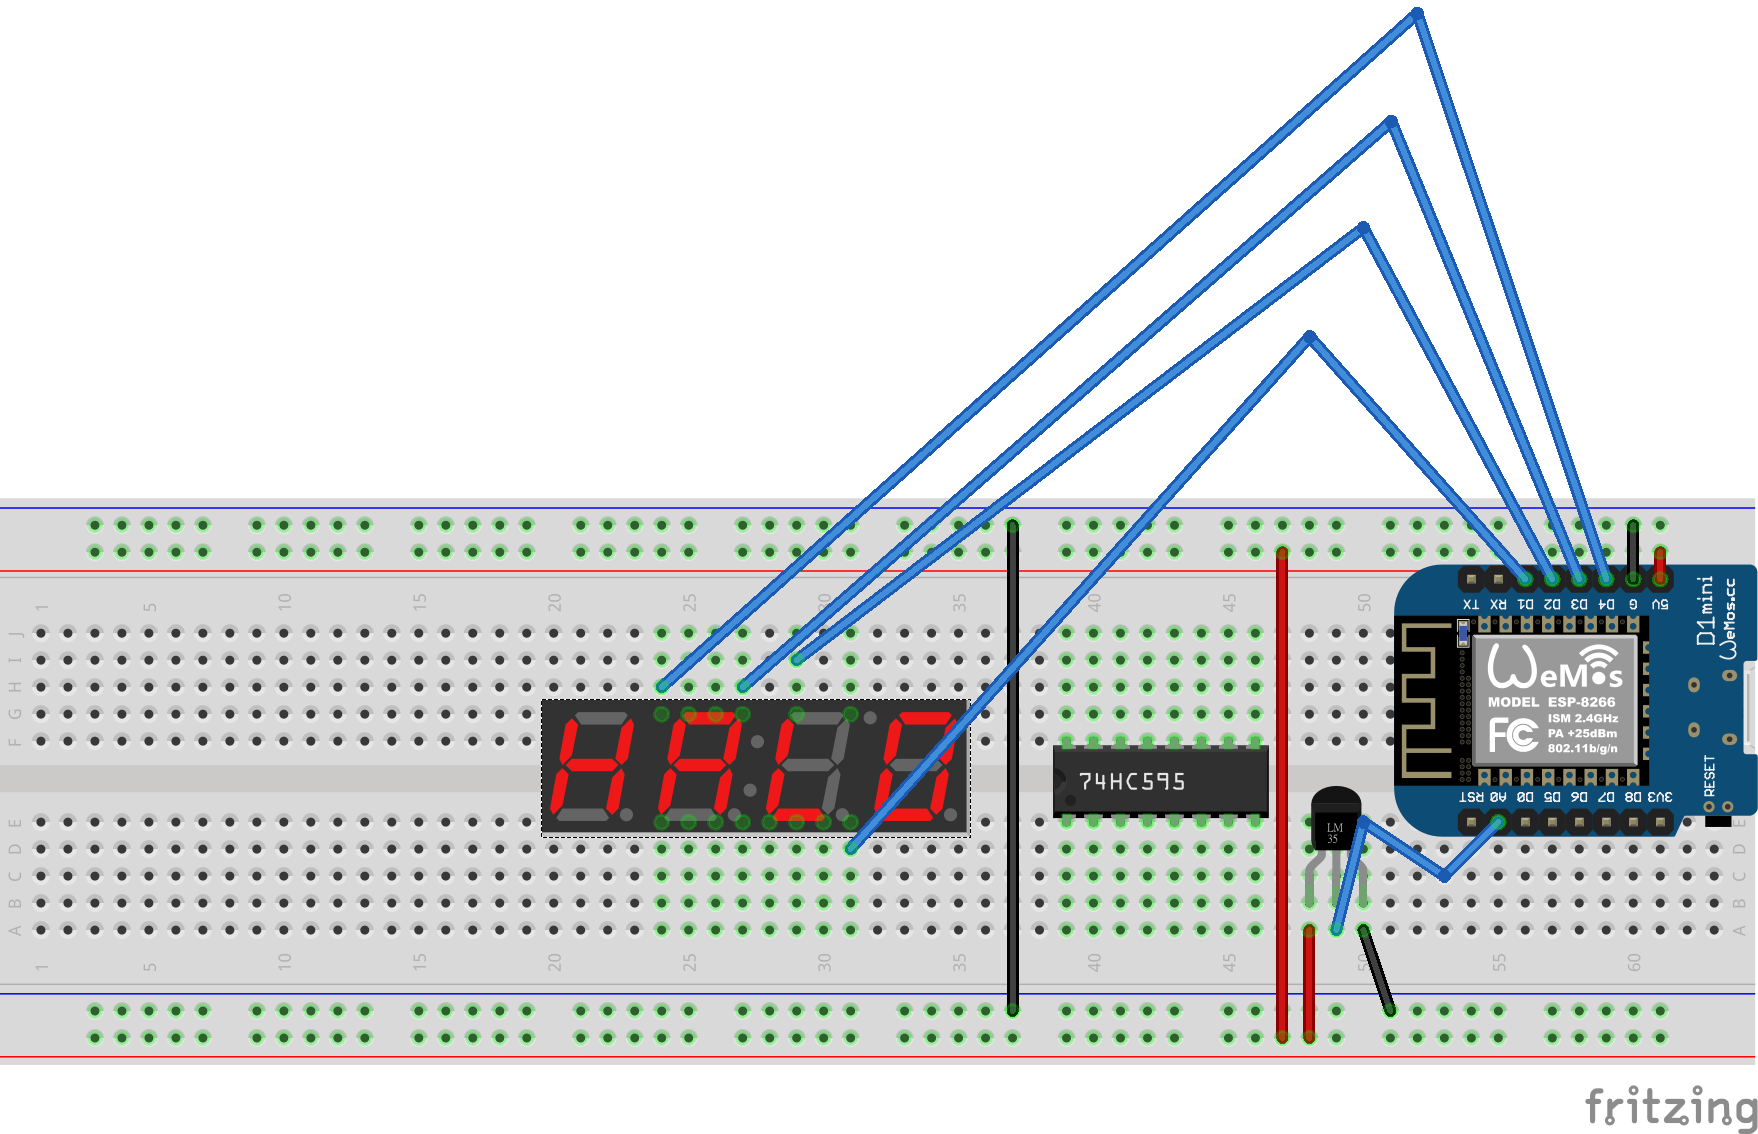 1 5 10 15 20 25 30 35 40 45 50
J
I
H
G
F
E
D
C
B
A
TX RX D1 D2 D3 D4 G 5V
D1mini
WeMos.cc
WeMos
MODEL ESP-8266
ISM 2.4GHz
PA +25dBm
802.11b/g/n
FC
RST A0 D0 D5 D6 D7 D8 3V3
RESET
74HC595
LM
35
E
D
C
B
A
1 5 10 15 20 25 30 35 40 45 50 55 60
fritzing